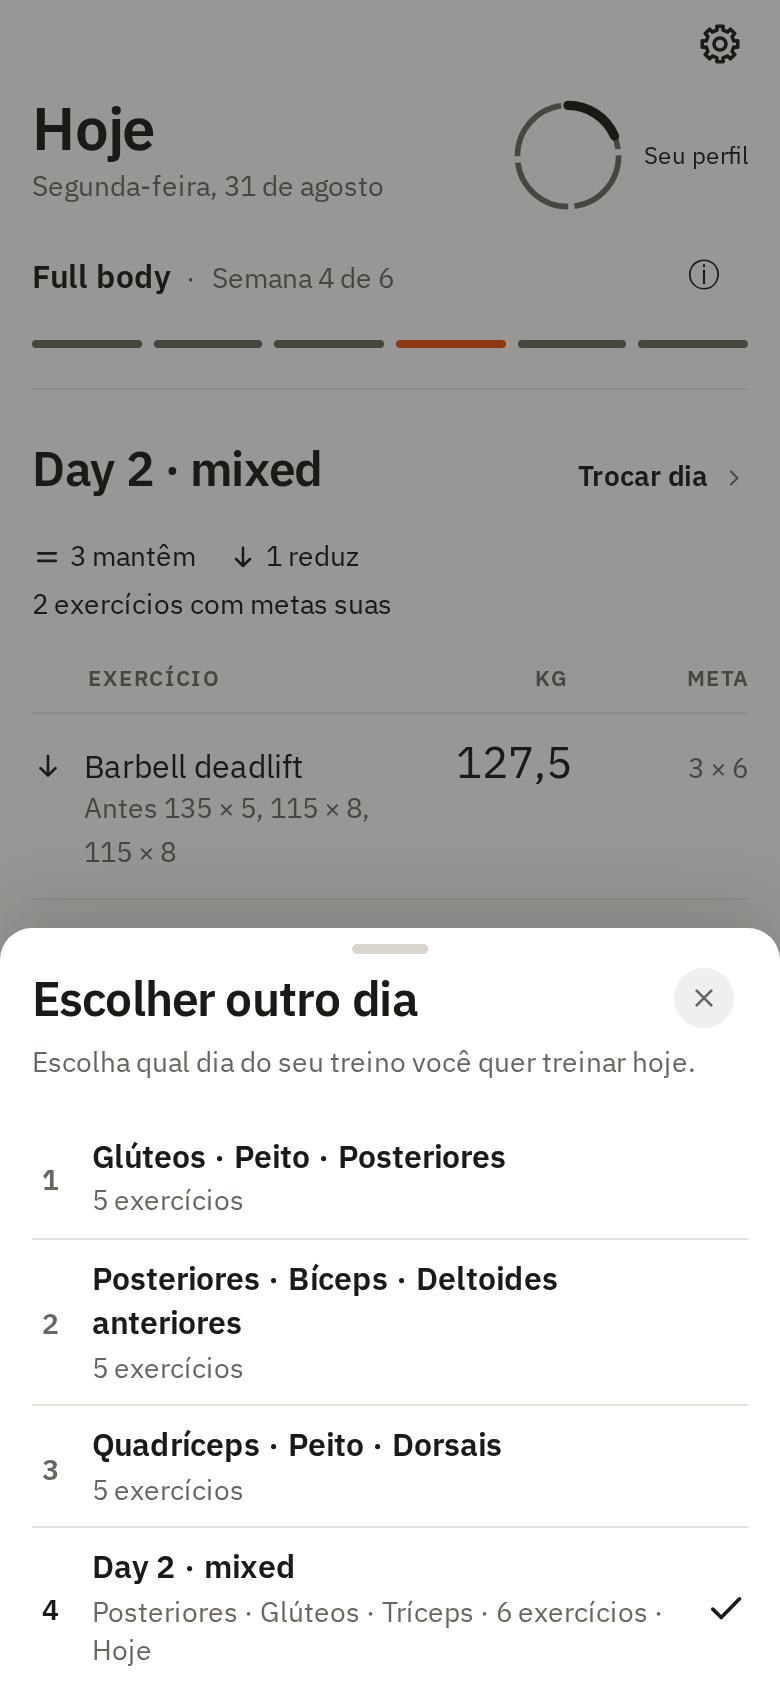 Hoje
Segunda-feira, 31 de agosto
Seu perfil
Full body · Semana 4 de 6
Day 2 · mixed
Trocar dia
= 3 mantêm ↓ 1 reduz
2 exercícios com metas suas
EXERCÍCIO KG META
↓ Barbell deadlift 127,5 3 × 6
Antes 135 × 5, 115 × 8,
115 × 8
Escolher outro dia
Escolha qual dia do seu treino você quer treinar hoje.
1 Glúteos · Peito · Posteriores
5 exercícios
2 Posteriores · Bíceps · Deltoides
anteriores
5 exercícios
3 Quadríceps · Peito · Dorsais
5 exercícios
4 Day 2 · mixed
Posteriores · Glúteos · Tríceps · 6 exercícios ·
Hoje